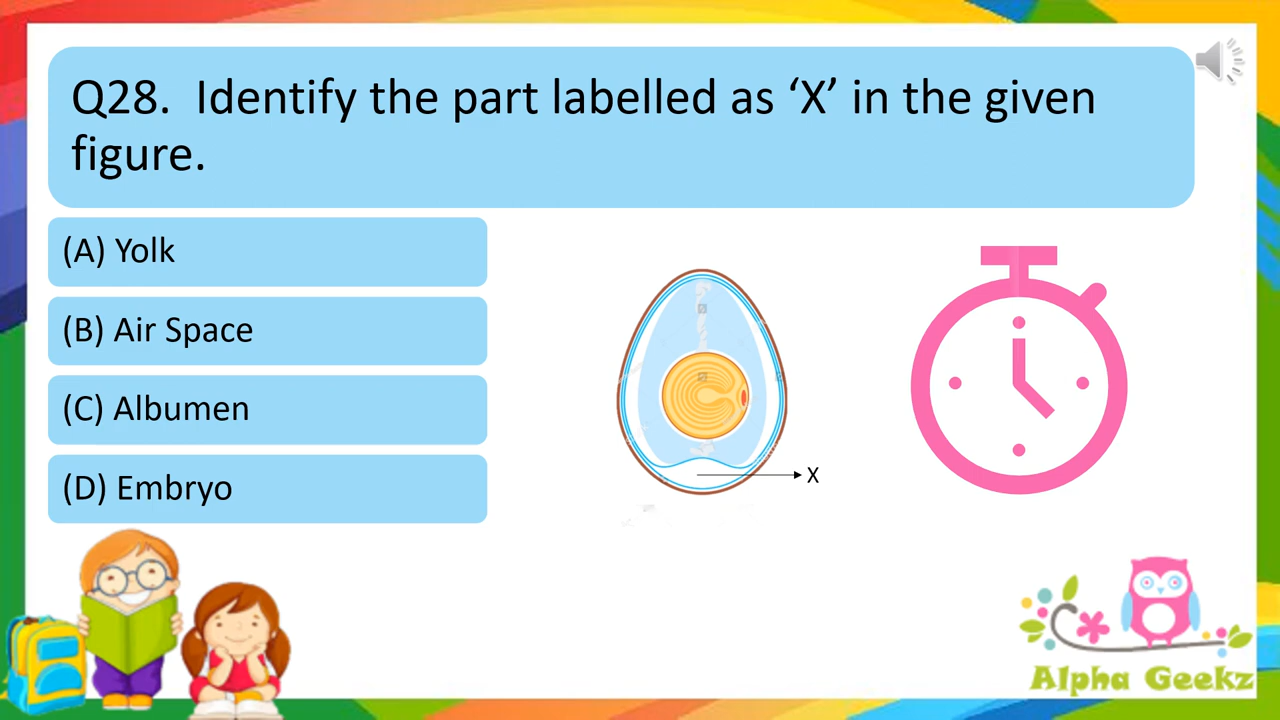 Q28.  Identify the part labelled as ‘X’ in the given
figure.
(A) Yolk
(B) Air Space
(C) Albumen
(D) Embryo
X
Alpha Geekz